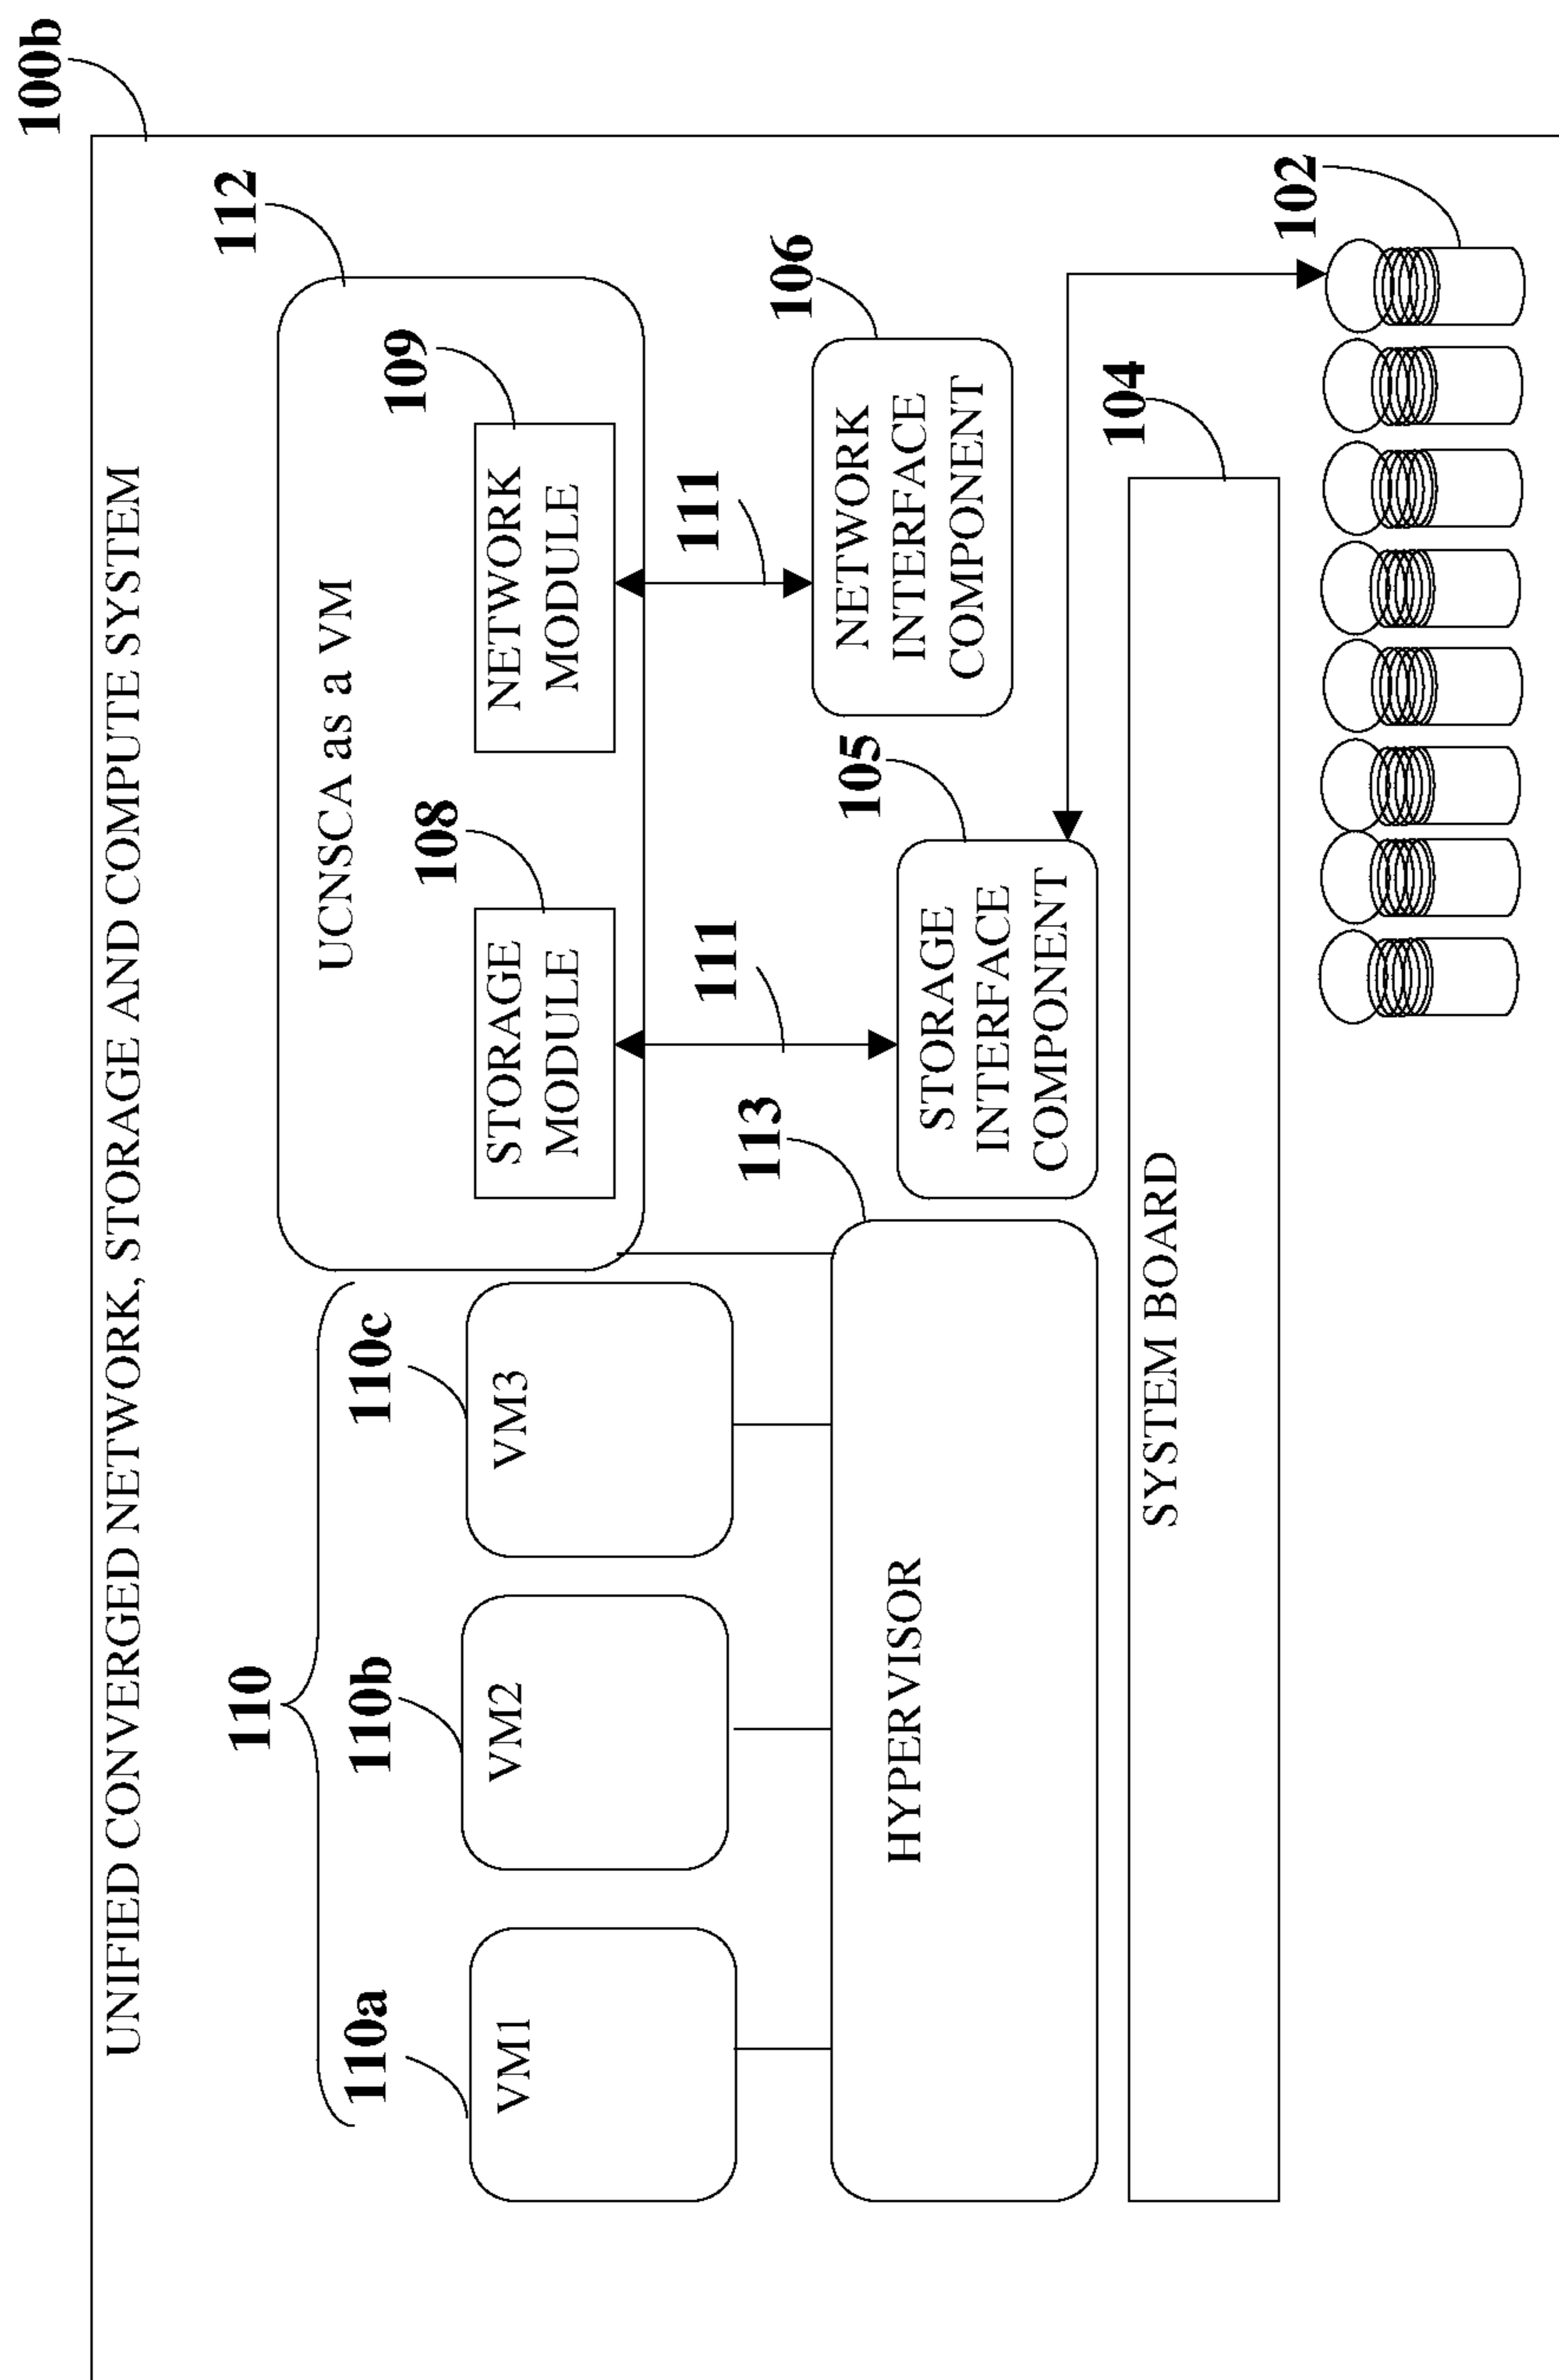 100b
UNIFIED CONVERGED NETWORK, STORAGE AND COMPUTE SYSTEM
112
110
UCNSCA as a VM
110a
110b
110c
108
109
VM1
VM2
VM3
STORAGE
MODULE
NETWORK
MODULE
111
111
113
106
NETWORK
INTERFACE
COMPONENT
105
HYPERVISOR
STORAGE
INTERFACE
COMPONENT
104
SYSTEM BOARD
102